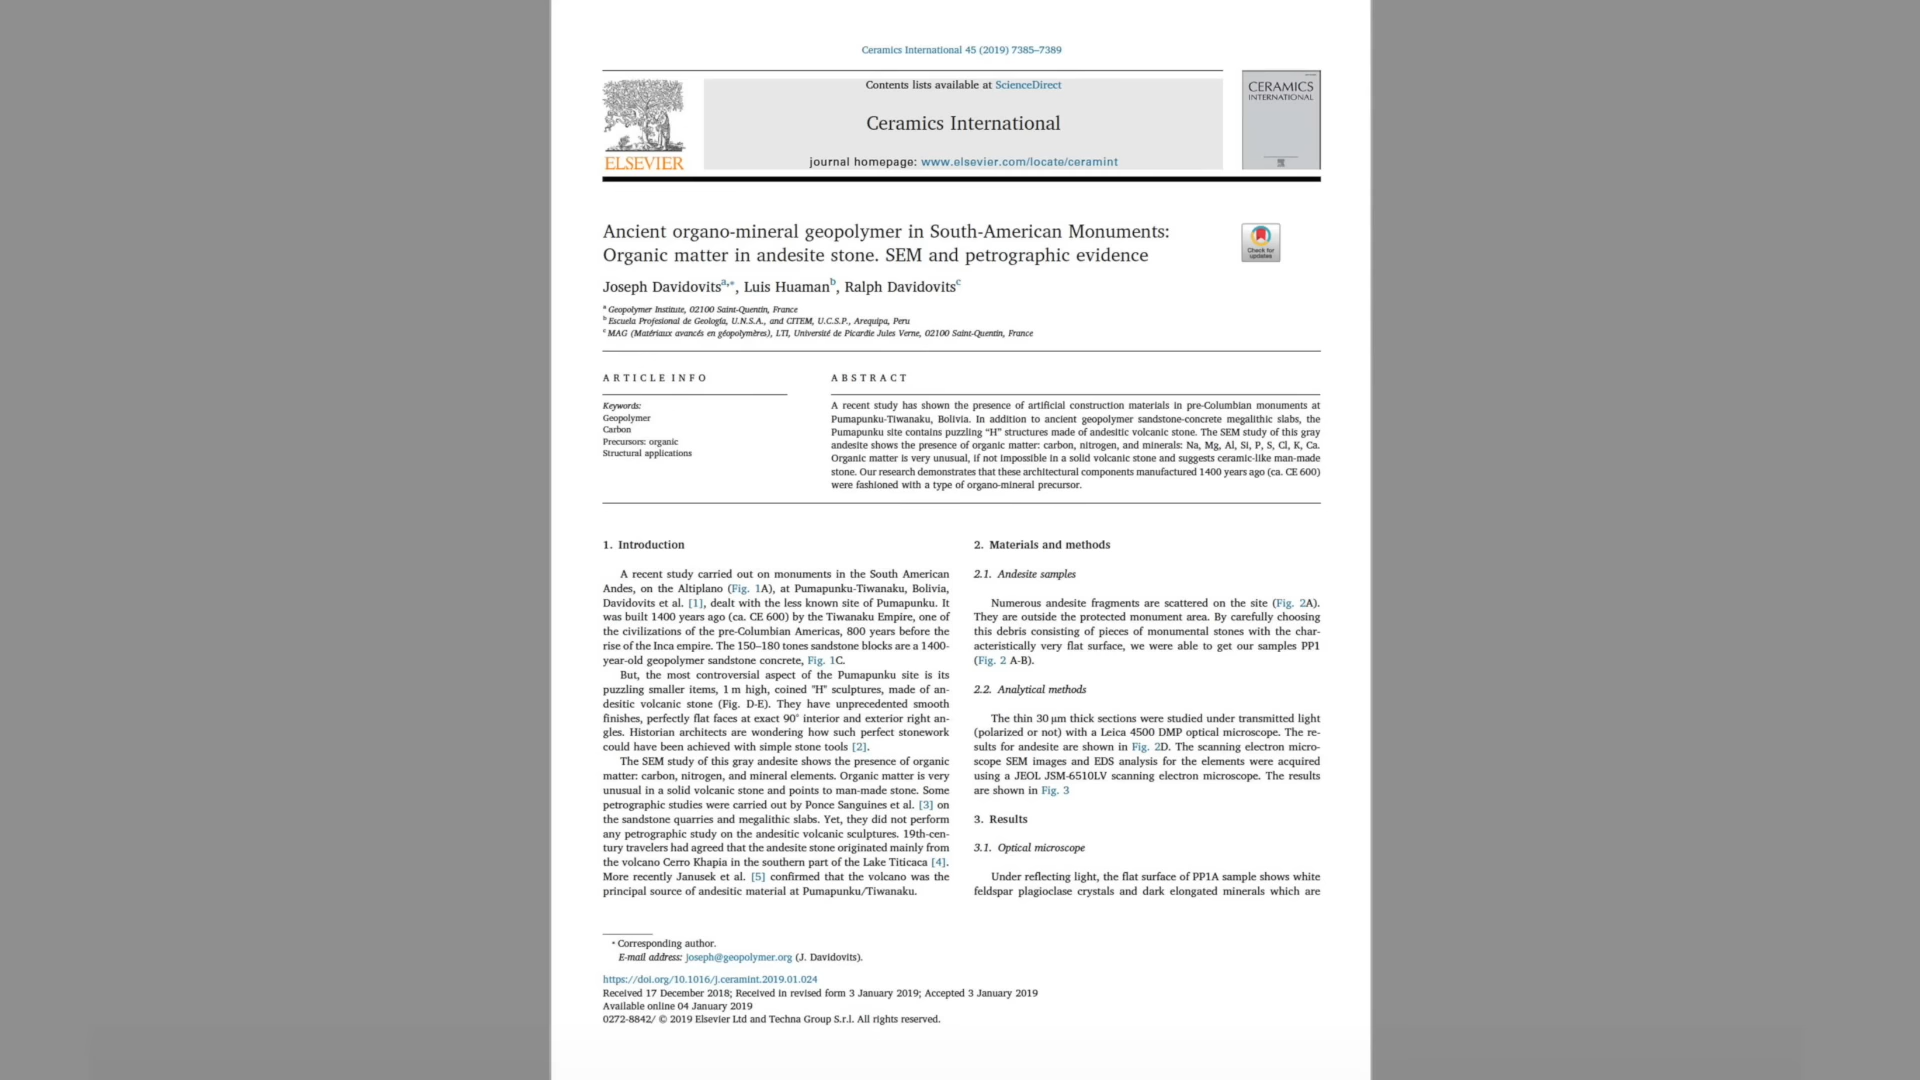 Ceramics International 45 (2019) 7385–7389
Contents lists available at ScienceDirect
Ceramics International
journal homepage: www.elsevier.com/locate/ceramint
ELSEVIER
CERAMICS
INTERNATIONAL
Ancient organo-mineral geopolymer in South-American Monuments:
Organic matter in andesite stone. SEM and petrographic evidence
Check for
updates
Joseph Davidovitsa,*, Luis Huamanb, Ralph Davidovitsc
a Geopolymer Institute, 02100 Saint-Quentin, France
b Escuela Profesional de Geología, U.N.S.A., and CITEM, U.C.S.P., Arequipa, Peru
c MAG (Matériaux avancés en géopolymères), LTI, Université de Picardie Jules Verne, 02100 Saint-Quentin, France
ARTICLE INFO
Keywords:
Geopolymer
Carbon
Precursors: organic
Structural applications
ABSTRACT
A recent study has shown the presence of artificial construction materials in pre-Columbian monuments at
Pumapunku-Tiwanaku, Bolivia. In addition to ancient geopolymer sandstone-concrete megalithic slabs, the
Pumapunku site contains puzzling “H” structures made of andesitic volcanic stone. The SEM study of this gray
andesite shows the presence of organic matter: carbon, nitrogen, and minerals: Na, Mg, Al, Si, P, S, Cl, K, Ca.
Organic matter is very unusual, if not impossible in a solid volcanic stone and suggests ceramic-like man-made
stone. Our research demonstrates that these architectural components manufactured 1400 years ago (ca. CE 600)
were fashioned with a type of organo-mineral precursor.
1. Introduction
A recent study carried out on monuments in the South American
Andes, on the Altiplano (Fig. 1A), at Pumapunku-Tiwanaku, Bolivia,
Davidovits et al. [1], dealt with the less known site of Pumapunku. It
was built 1400 years ago (ca. CE 600) by the Tiwanaku Empire, one of
the civilizations of the pre-Columbian Americas, 800 years before the
rise of the Inca empire. The 150–180 tones sandstone blocks are a 1400-
year-old geopolymer sandstone concrete, Fig. 1C.
But, the most controversial aspect of the Pumapunku site is its
puzzling smaller items, 1 m high, coined "H" sculptures, made of an-
desitic volcanic stone (Fig. D-E). They have unprecedented smooth
finishes, perfectly flat faces at exact 90° interior and exterior right an-
gles. Historian architects are wondering how such perfect stonework
could have been achieved with simple stone tools [2].
The SEM study of this gray andesite shows the presence of organic
matter: carbon, nitrogen, and mineral elements. Organic matter is very
unusual in a solid volcanic stone and points to man-made stone. Some
petrographic studies were carried out by Ponce Sanguines et al. [3] on
the sandstone quarries and megalithic slabs. Yet, they did not perform
any petrographic study on the andesitic volcanic sculptures. 19th-cen-
tury travelers had agreed that the andesite stone originated mainly from
the volcano Cerro Khapia in the southern part of the Lake Titicaca [4].
More recently Janusek et al. [5] confirmed that the volcano was the
principal source of andesitic material at Pumapunku/Tiwanaku.
2. Materials and methods
2.1. Andesite samples
Numerous andesite fragments are scattered on the site (Fig. 2A).
They are outside the protected monument area. By carefully choosing
this debris consisting of pieces of monumental stones with the char-
acteristically very flat surface, we were able to get our samples PP1
(Fig. 2 A-B).
2.2. Analytical methods
The thin 30 μm thick sections were studied under transmitted light
(polarized or not) with a Leica 4500 DMP optical microscope. The re-
sults for andesite are shown in Fig. 2D. The scanning electron micro-
scope SEM images and EDS analysis for the elements were acquired
using a JEOL JSM-6510LV scanning electron microscope. The results
are shown in Fig. 3
3. Results
3.1. Optical microscope
Under reflecting light, the flat surface of PP1A sample shows white
feldspar plagioclase crystals and dark elongated minerals which are
* Corresponding author.
E-mail address: joseph@geopolymer.org (J. Davidovits).
https://doi.org/10.1016/j.ceramint.2019.01.024
Received 17 December 2018; Received in revised form 3 January 2019; Accepted 3 January 2019
Available online 04 January 2019
0272-8842/ © 2019 Elsevier Ltd and Techna Group S.r.l. All rights reserved.